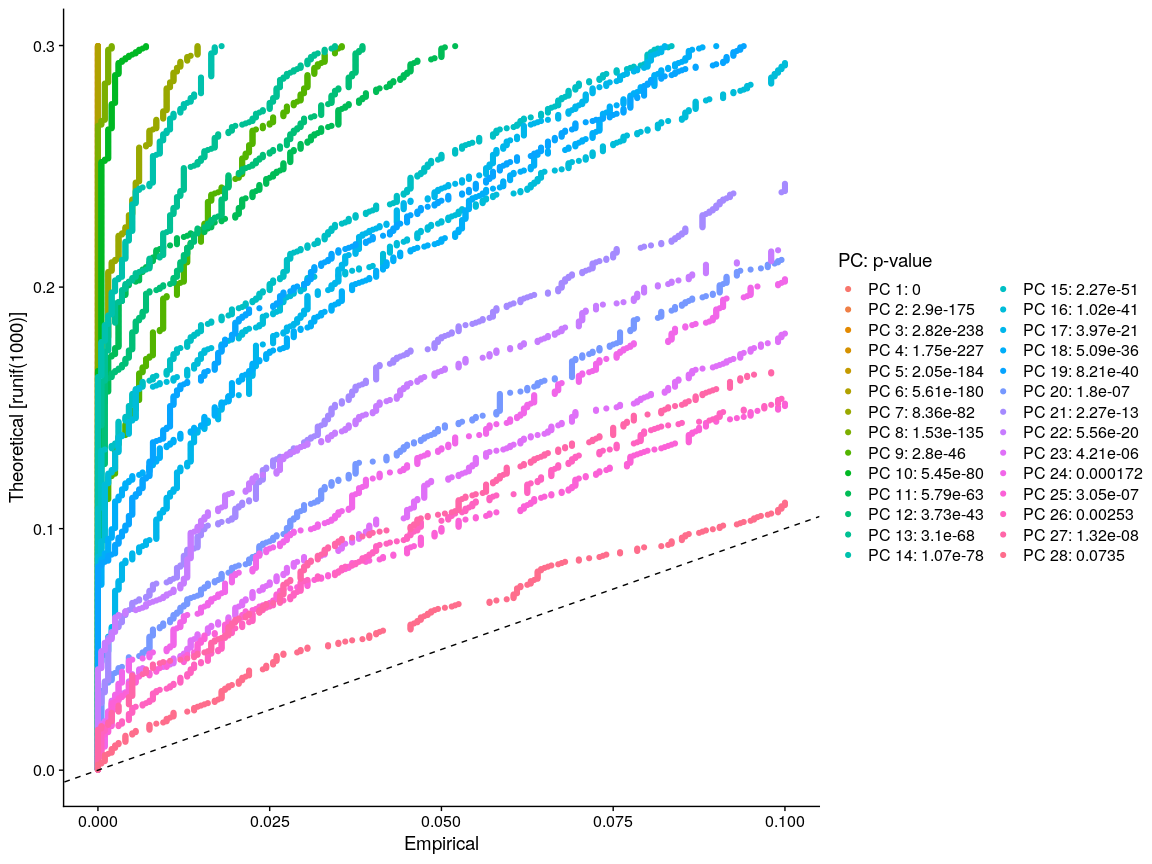 0.3
0.2
0.1
0.0
Theoretical [runif(1000)]
0.000
0.025
0.050
0.075
0.100
Empirical
PC: p-value
PC 1: 0
PC 2: 2.9e-175
PC 3: 2.82e-238
PC 4: 1.75e-227
PC 5: 2.05e-184
PC 6: 5.61e-180
PC 7: 8.36e-82
PC 8: 1.53e-135
PC 9: 2.8e-46
PC 10: 5.45e-80
PC 11: 5.79e-63
PC 12: 3.73e-43
PC 13: 3.1e-68
PC 14: 1.07e-78
PC 15: 2.27e-51
PC 16: 1.02e-41
PC 17: 3.97e-21
PC 18: 5.09e-36
PC 19: 8.21e-40
PC 20: 1.8e-07
PC 21: 2.27e-13
PC 22: 5.56e-20
PC 23: 4.21e-06
PC 24: 0.000172
PC 25: 3.05e-07
PC 26: 0.00253
PC 27: 1.32e-08
PC 28: 0.0735